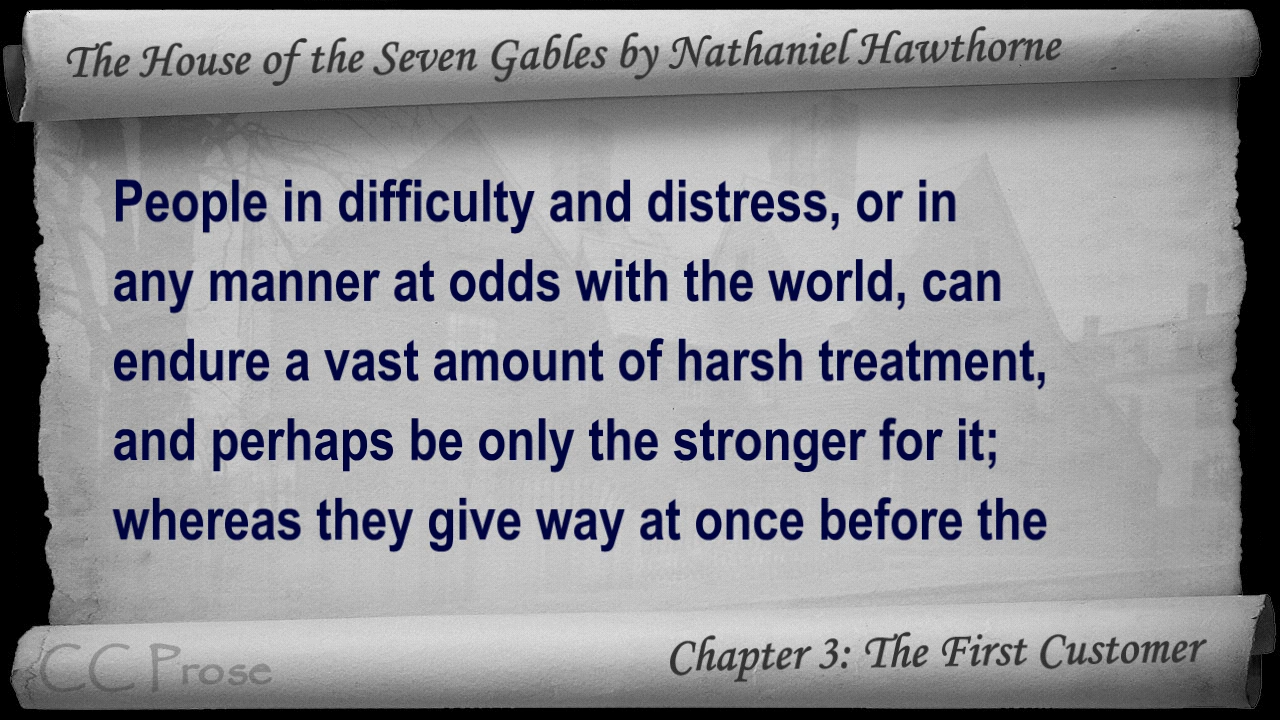 The House of the Seven Gables by Nathaniel Hawthorne
People in difficulty and distress, or in
any manner at odds with the world, can
endure a vast amount of harsh treatment,
and perhaps be only the stronger for it;
whereas they give way at once before the
CC Prose
Chapter 3: The First Customer